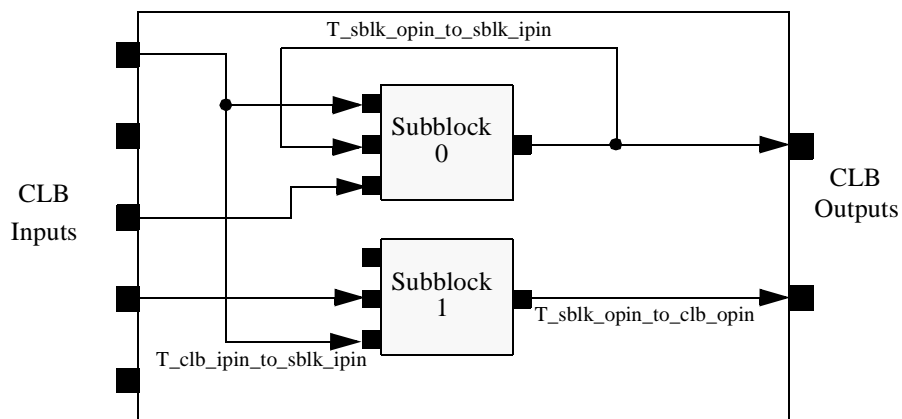 T_sblk_opin_to_sblk_ipin
Subblock
0
CLB
Inputs
CLB
Outputs
Subblock
1
T_sblk_opin_to_clb_opin
T_clb_ipin_to_sblk_ipin